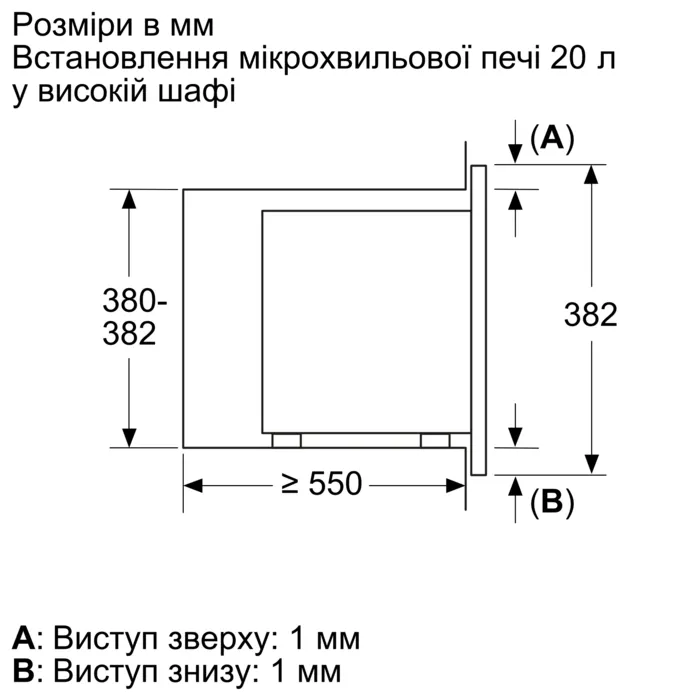 Розміри в мм
Встановлення мікрохвильової печі 20 л
у високій шафі
(A)
380-
382
382
≥ 550
(B)
A: Виступ зверху: 1 мм
B: Виступ знизу: 1 мм